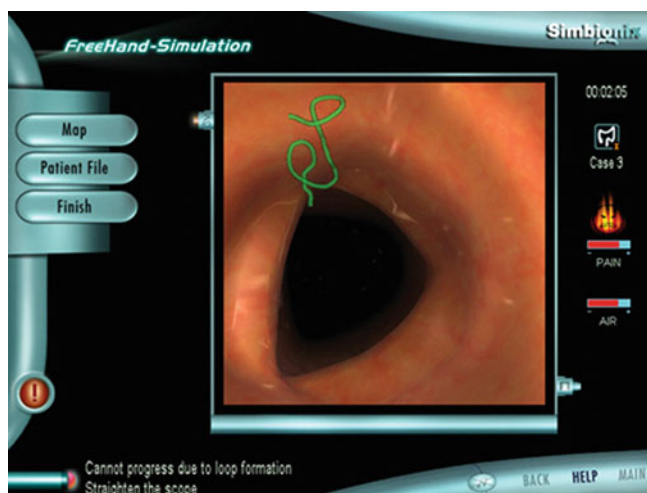 FreeHand-Simulation
Simbionix
Map
Patient File
Finish
00:02:05
Case 3
PAIN
AIR
Cannot progress due to loop formation
Straighten the scope
BACK HELP MAIN